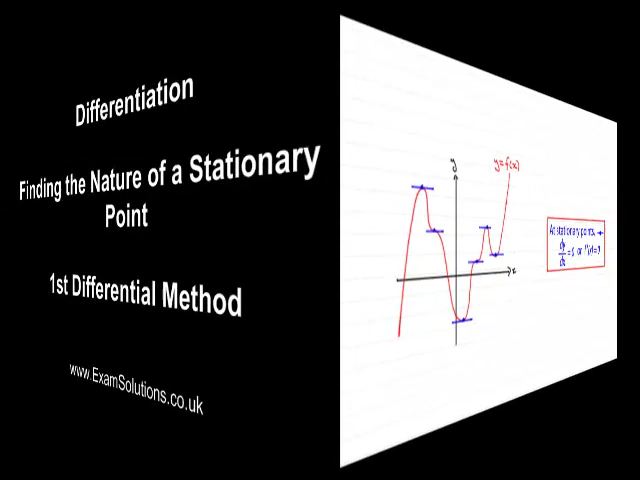 Differentiation
Finding the Nature of a Stationary
Point
1st Differential Method
www.ExamSolutions.co.uk
y
y=f(x)
x
At stationary points,
dy/dx = 0 or